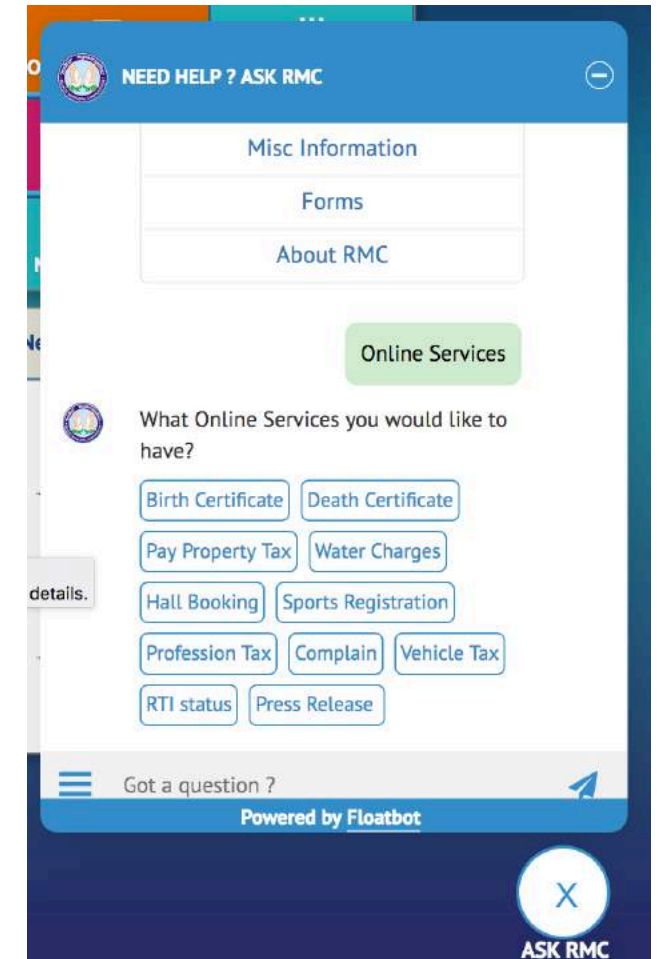 NEED HELP ? ASK RMC
Misc Information
Forms
About RMC
Online Services
What Online Services you would like to
have?
Birth Certificate Death Certificate
Pay Property Tax Water Charges
details.
Hall Booking Sports Registration
Profession Tax Complain Vehicle Tax
RTI status Press Release
Got a question ?
Powered by Floatbot
X
ASK RMC